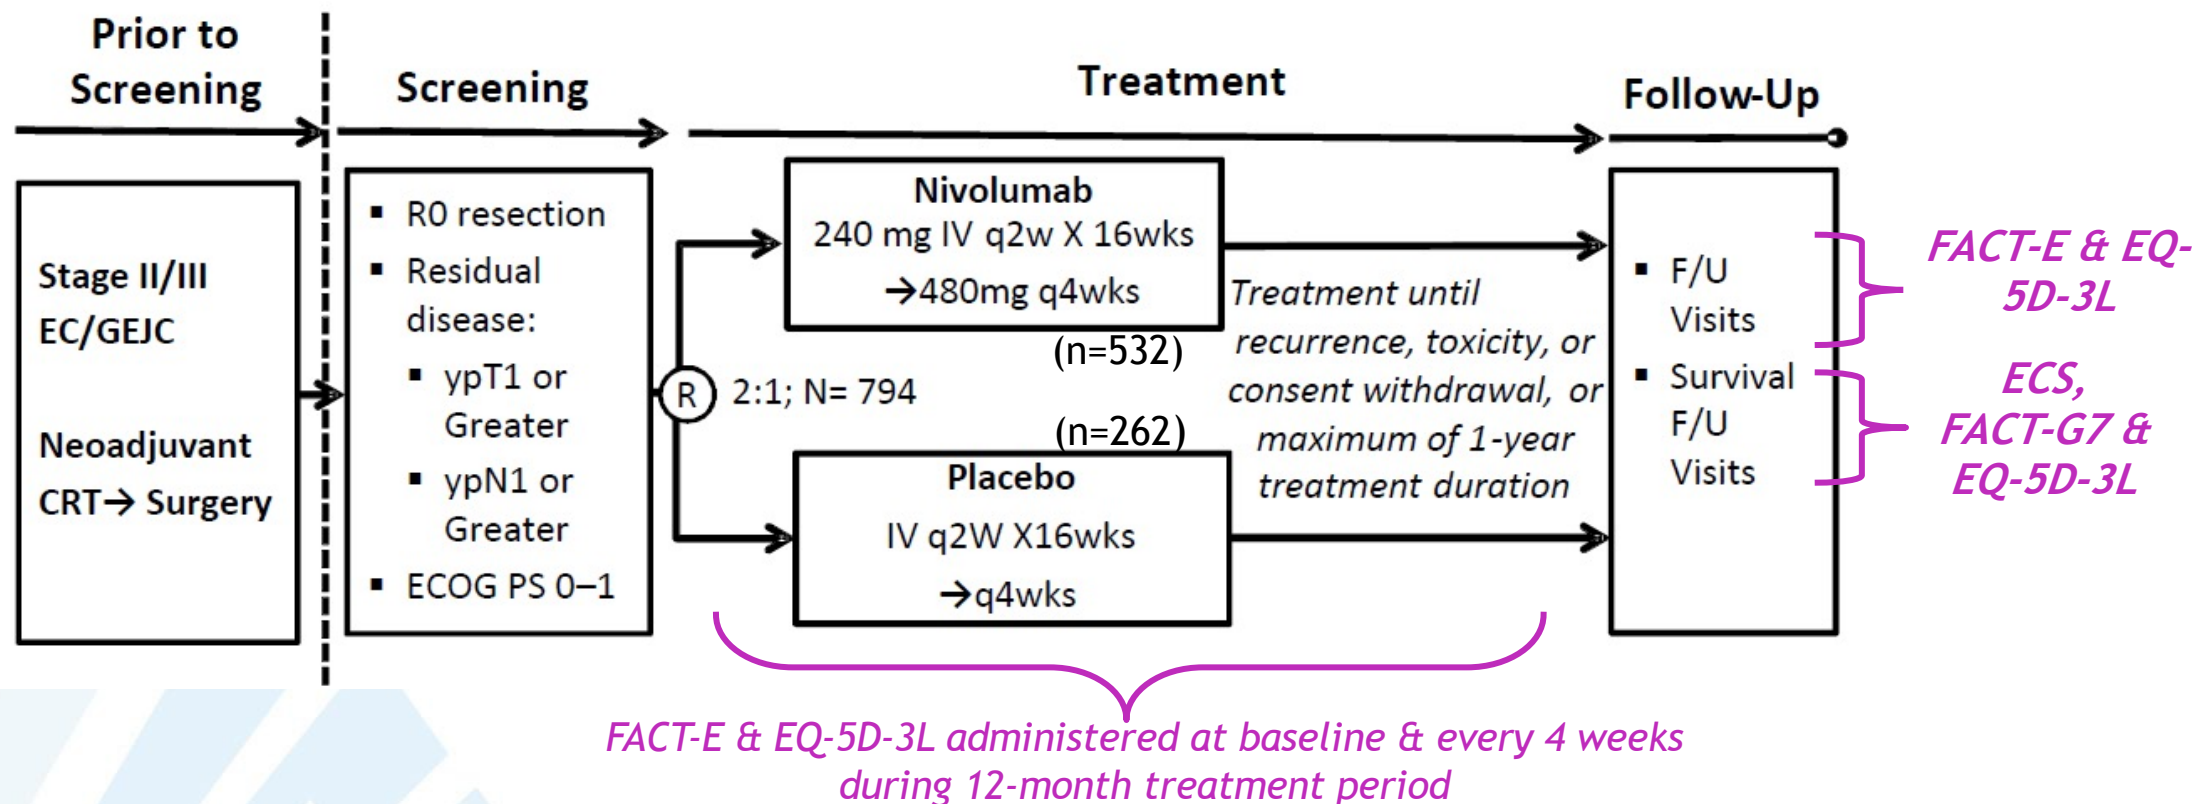 Prior to
Screening
Screening
Treatment
Follow-Up
Stage II/III
EC/GEJC
Neoadjuvant
CRT→ Surgery
▪ R0 resection
▪ Residual
disease:
▪ ypT1 or
Greater
▪ ypN1 or
Greater
▪ ECOG PS 0–1
R
2:1; N= 794
Nivolumab
240 mg IV q2w X 16wks
→480mg q4wks
(n=532)
(n=262)
Placebo
IV q2W X16wks
→q4wks
Treatment until
recurrence, toxicity, or
consent withdrawal, or
maximum of 1-year
treatment duration
▪ F/U
Visits
▪ Survival
F/U
Visits
FACT-E & EQ-
5D-3L
ECS,
FACT-G7 &
EQ-5D-3L
FACT-E & EQ-5D-3L administered at baseline & every 4 weeks
during 12-month treatment period